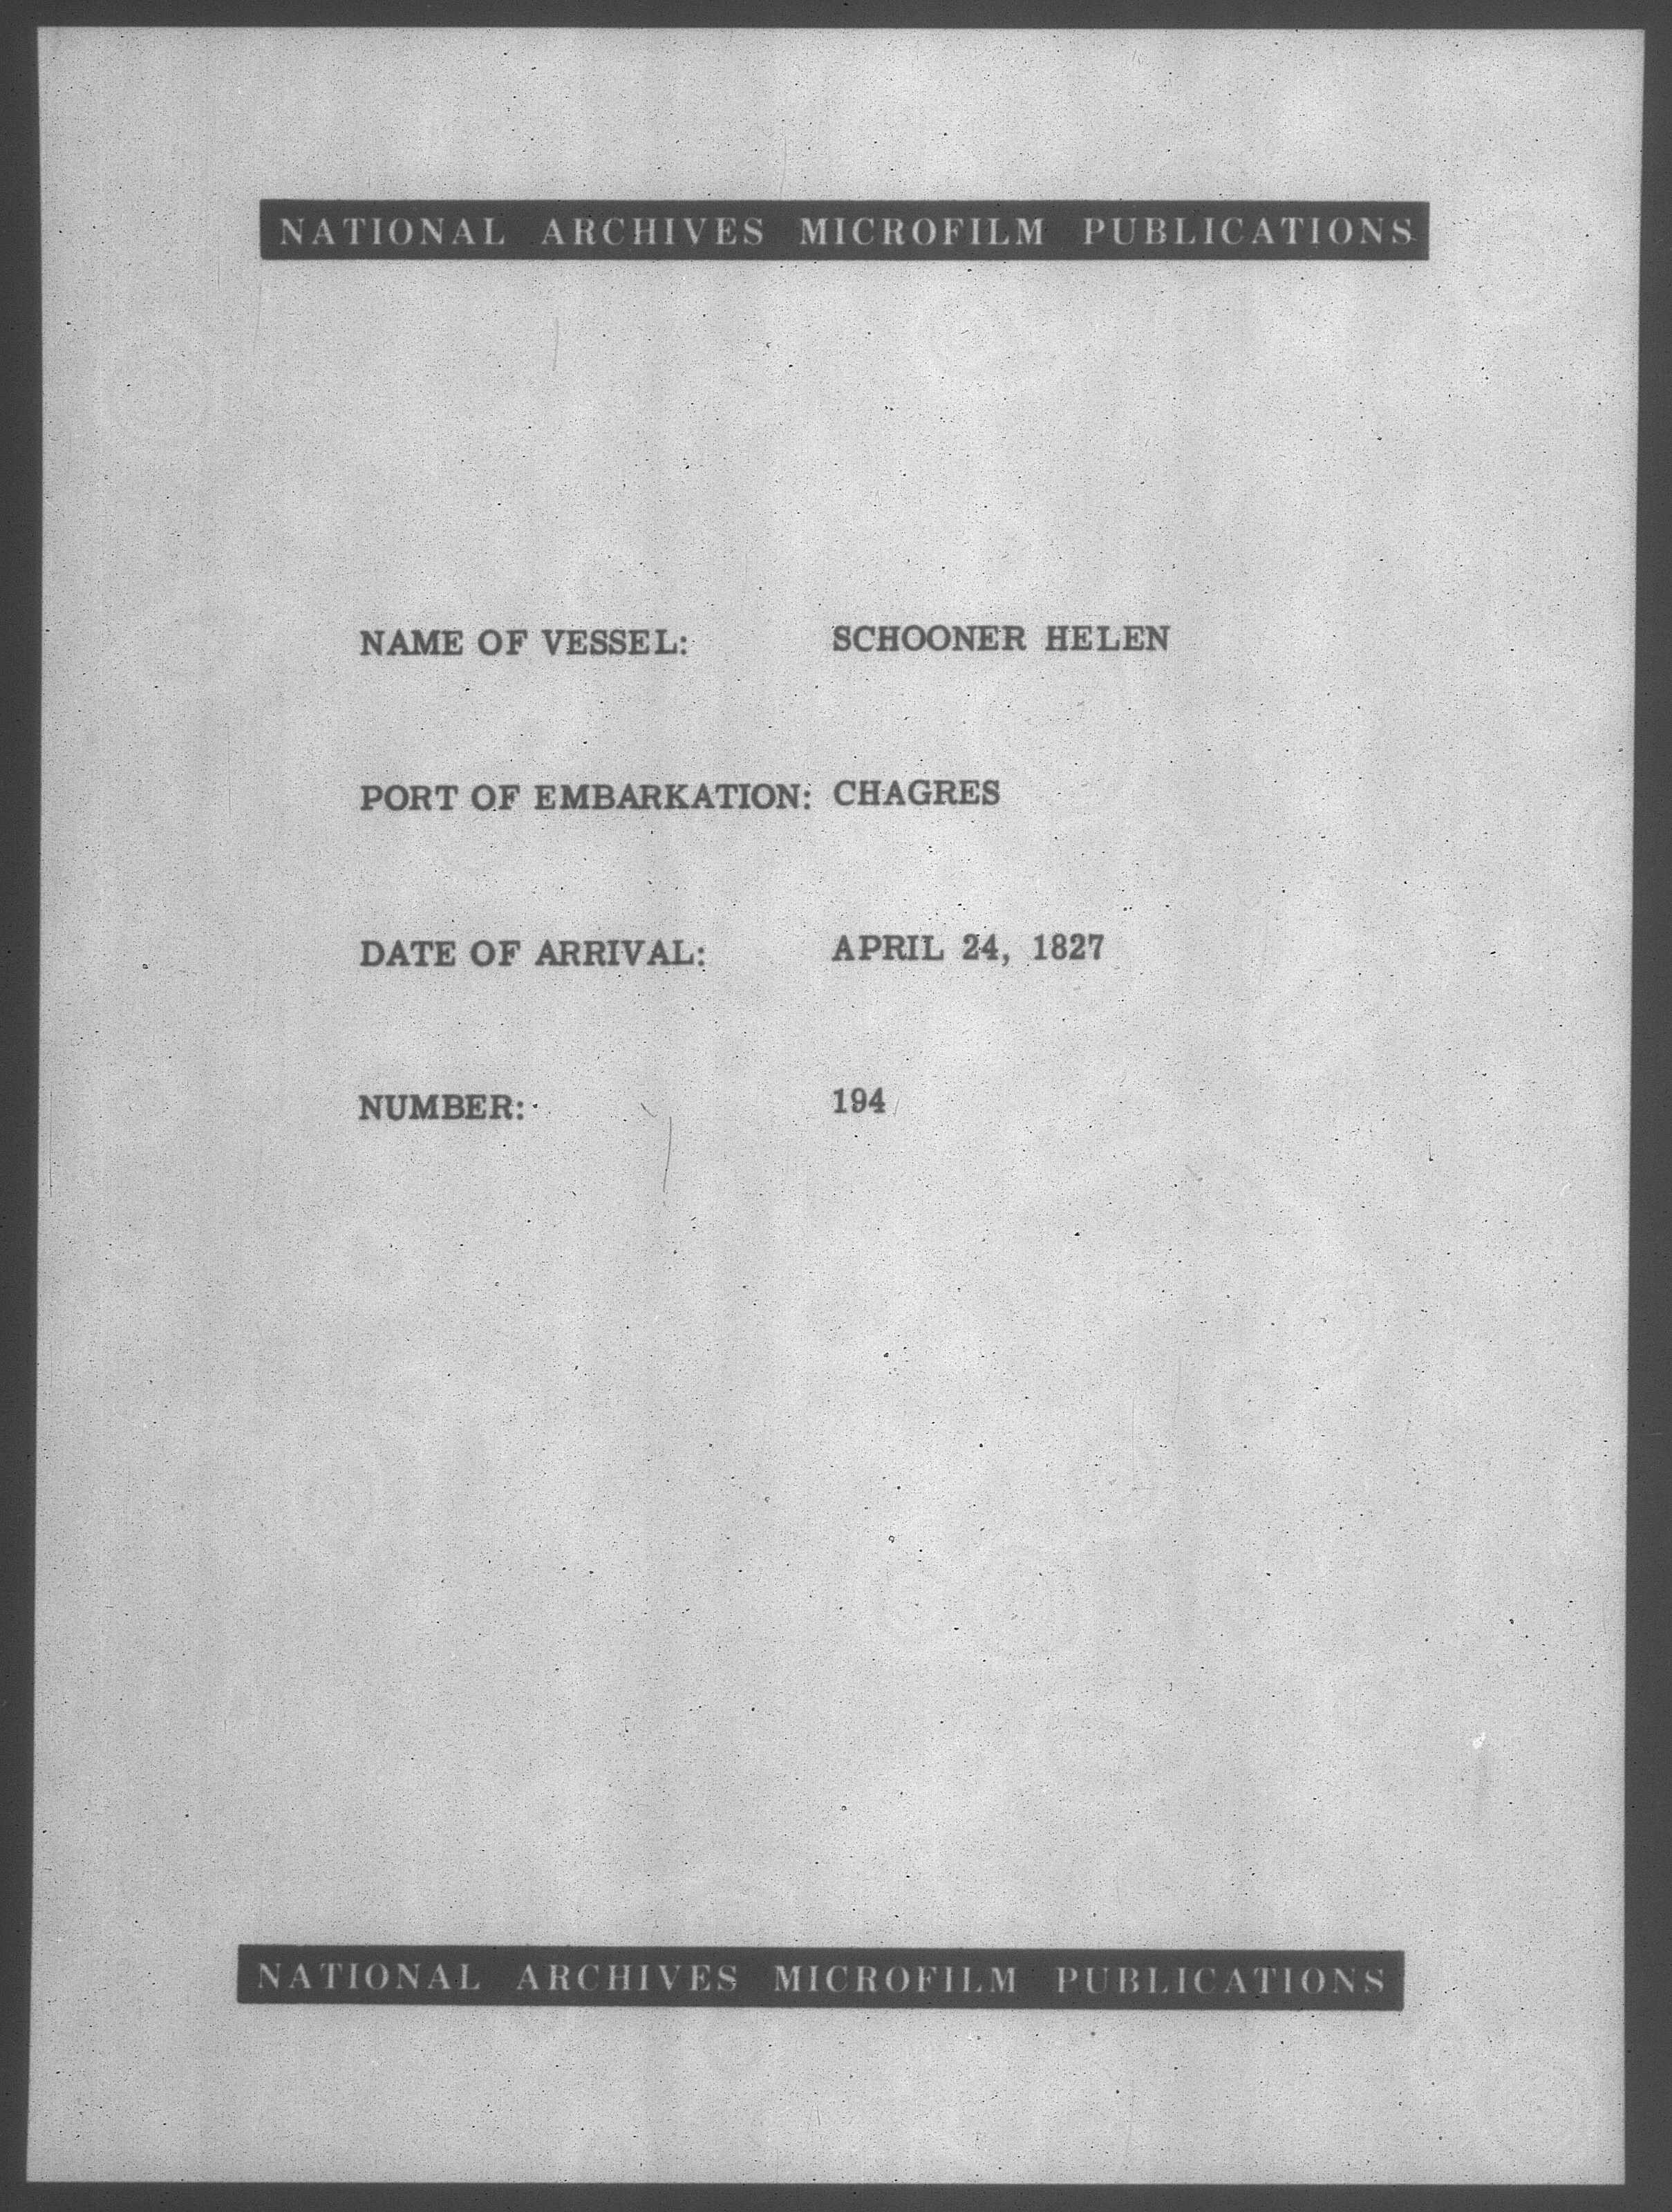 NATIONAL ARCHIVES MICROFILM PUBLICATIONS
NAME OF VESSEL: SCHOONER HELEN
PORT OF EMBARKATION: CHAGRES
DATE OF ARRIVAL: APRIL 24, 1827
NUMBER: 194
NATIONAL ARCHIVES MICROFILM PUBLICATIONS